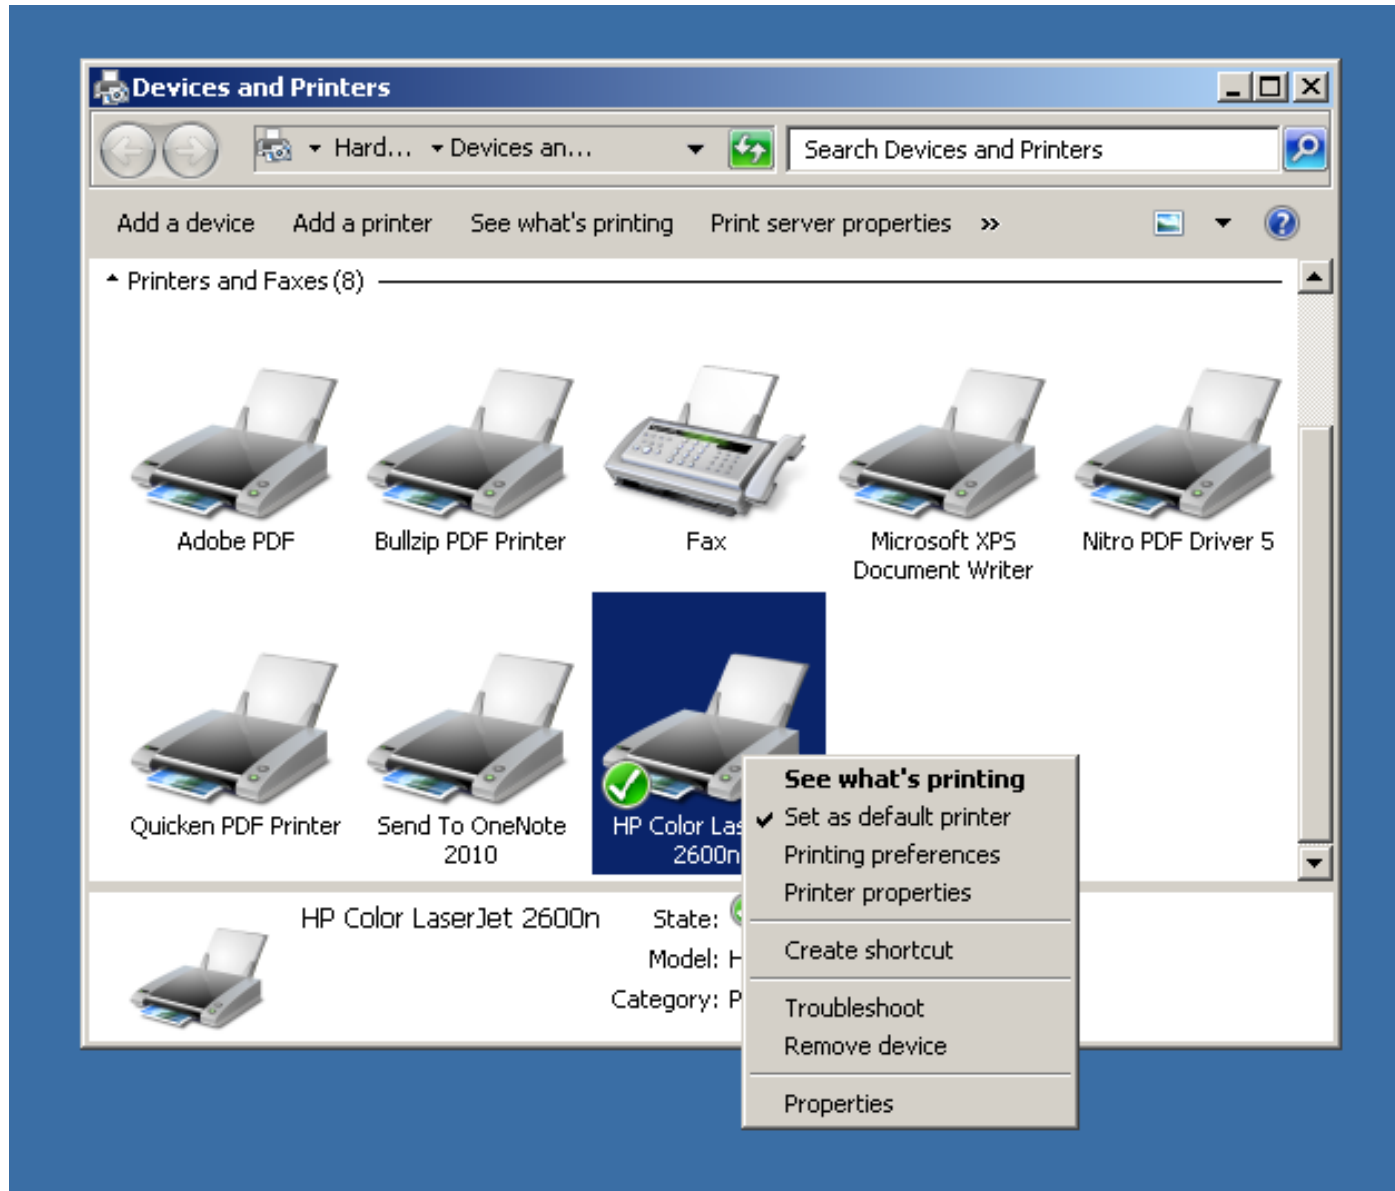 Devices and Printers
Hard... Devices an...
Search Devices and Printers
Add a device
Add a printer
See what's printing
Print server properties
»
Printers and Faxes (8)
Adobe PDF
Bullzip PDF Printer
Fax
Microsoft XPS
Document Writer
Nitro PDF Driver 5
Quicken PDF Printer
Send To OneNote
2010
HP Color Las
2600n
See what's printing
Set as default printer
Printing preferences
Printer properties
Create shortcut
Troubleshoot
Remove device
Properties
HP Color LaserJet 2600n
State:
Model: H
Category: P